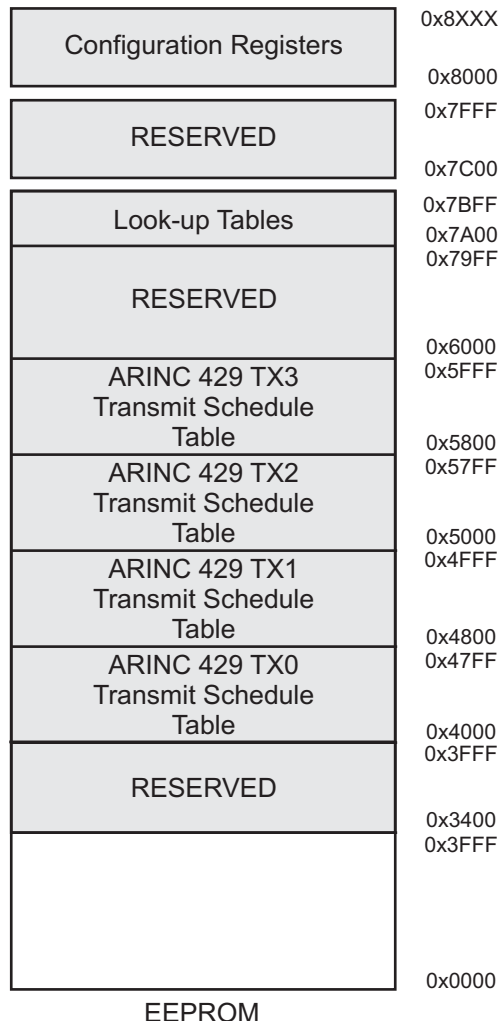 0x8XXX
Configuration Registers
0x8000
0x7FFF
RESERVED
0x7C00
0x7BFF
Look-up Tables
0x7A00
0x79FF
RESERVED
0x6000
0x5FFF
ARINC 429 TX3
Transmit Schedule
Table
0x5800
0x57FF
ARINC 429 TX2
Transmit Schedule
Table
0x5000
0x4FFF
ARINC 429 TX1
Transmit Schedule
Table
0x4800
0x47FF
ARINC 429 TX0
Transmit Schedule
Table
0x4000
0x3FFF
RESERVED
0x3400
0x3FFF
0x0000
EEPROM